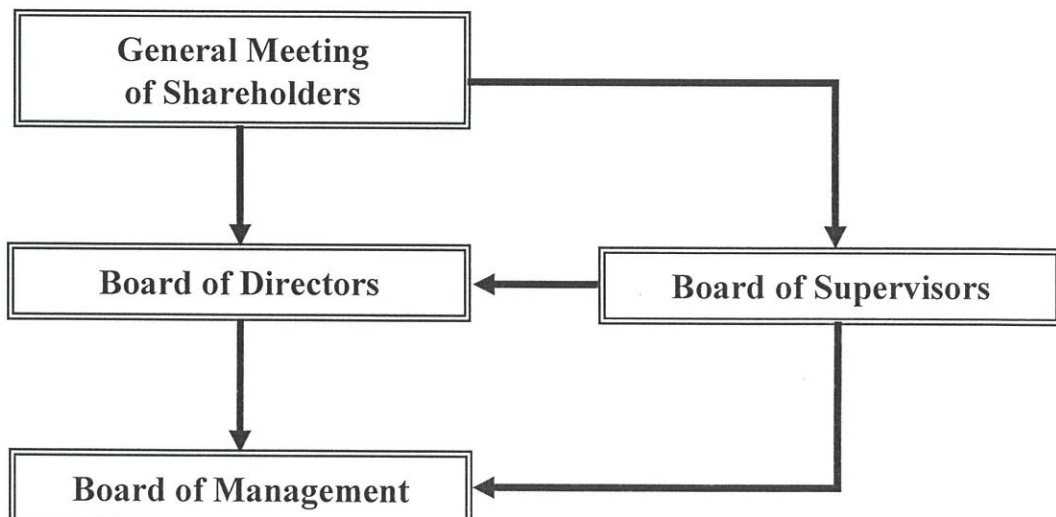 General Meeting
of Shareholders
Board of Directors
Board of Supervisors
Board of Management